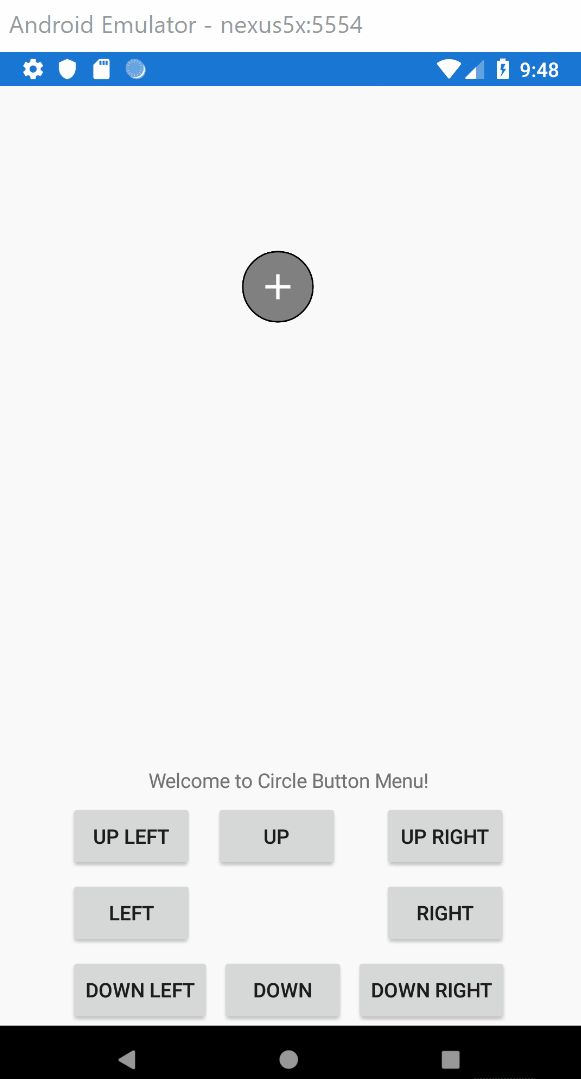 Android Emulator - nexus5x:5554
9:48
+
Welcome to Circle Button Menu!
UP LEFT UP UP RIGHT
LEFT RIGHT
DOWN LEFT DOWN DOWN RIGHT